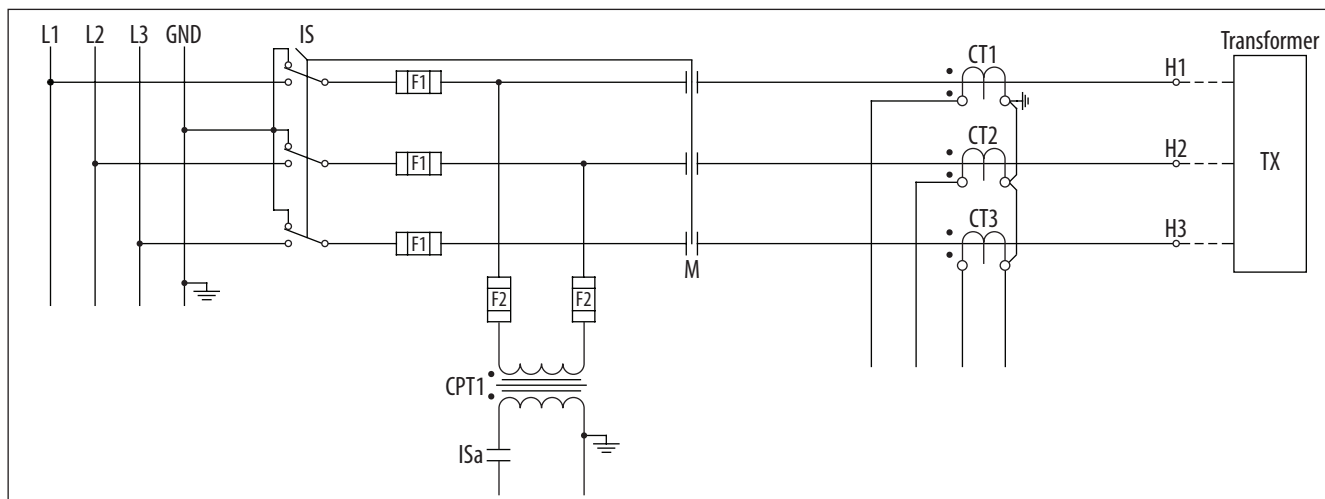 L1 L2 L3 GND IS
CT1
Transformer
F1
H1
CT2
F1
H2
TX
CT3
F1
H3
M
F2 F2
CPT1
ISa